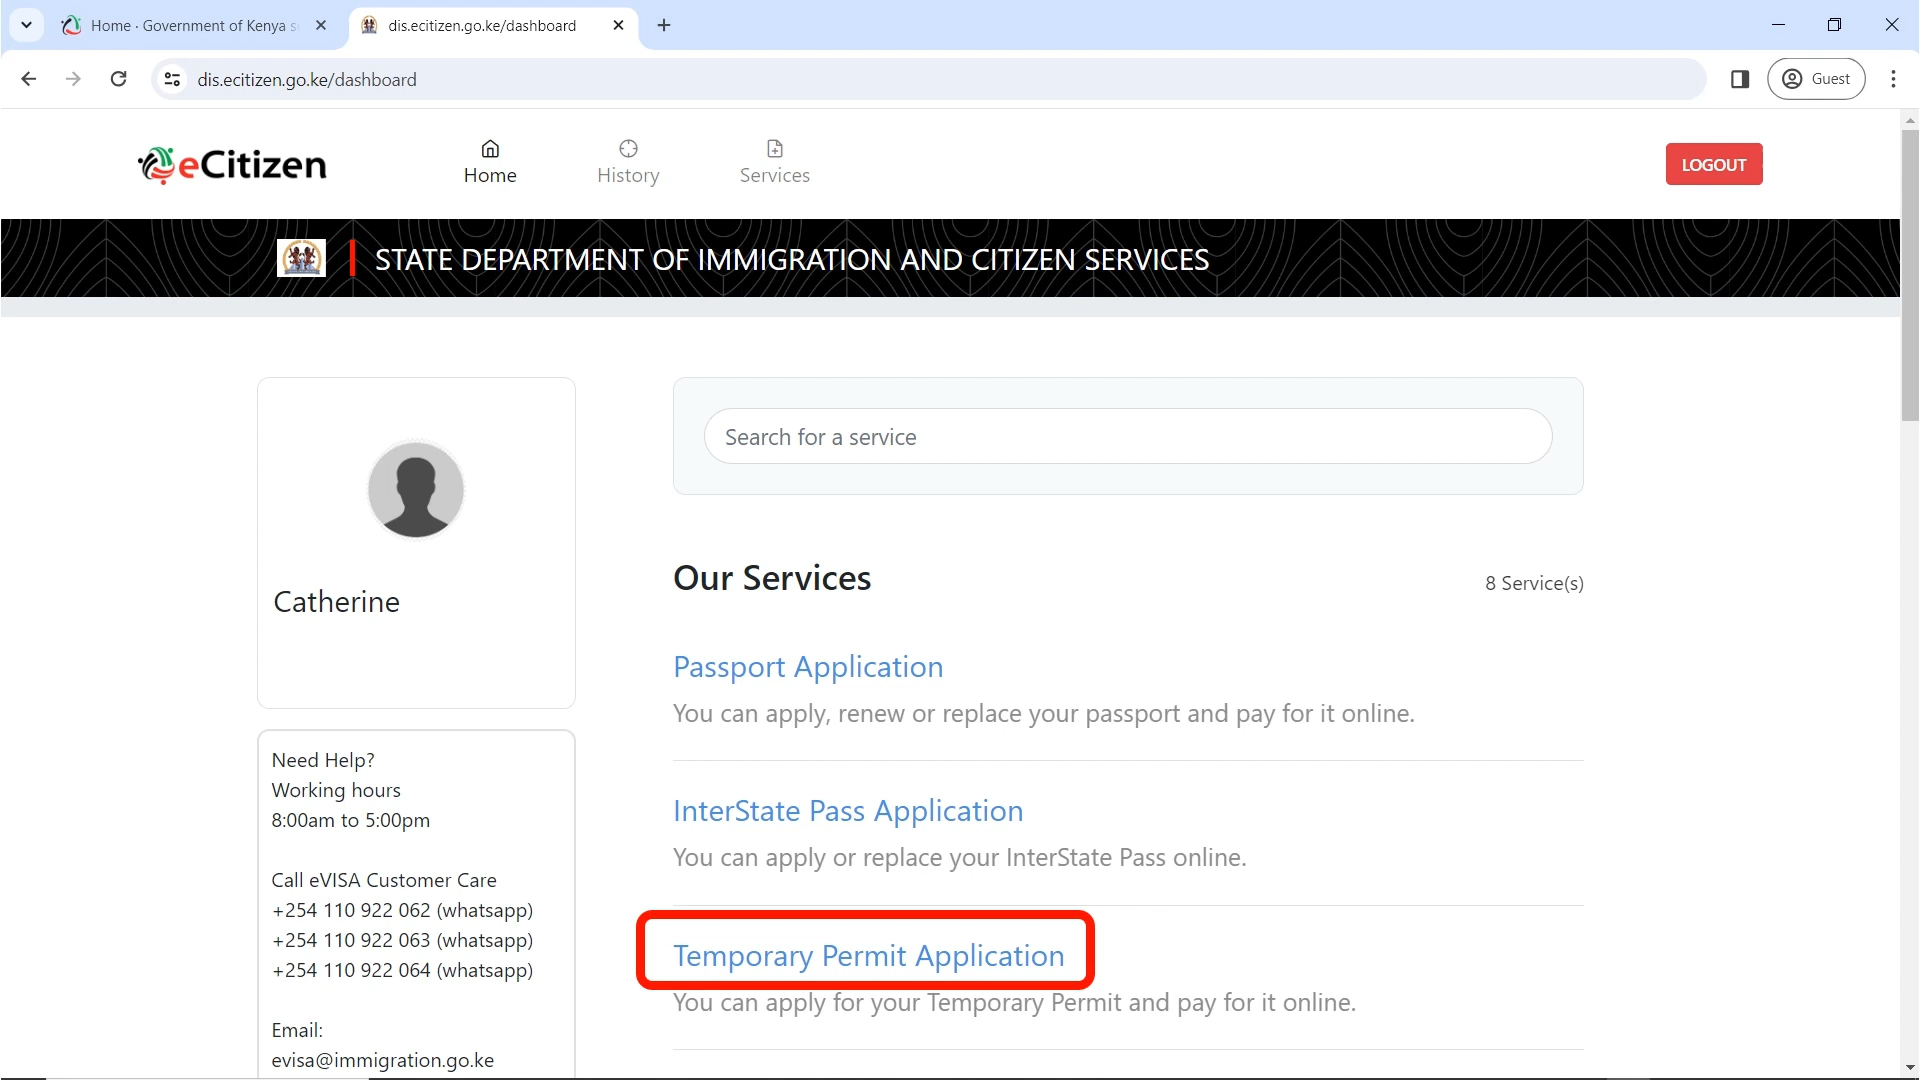 Home · Government of Kenya s
dis.ecitizen.go.ke/dashboard
dis.ecitizen.go.ke/dashboard
Guest
eCitizen
Home
History
Services
LOGOUT
STATE DEPARTMENT OF IMMIGRATION AND CITIZEN SERVICES
Catherine
Need Help?
Working hours
8:00am to 5:00pm
Call eVISA Customer Care
+254 110 922 062 (whatsapp)
+254 110 922 063 (whatsapp)
+254 110 922 064 (whatsapp)
Email:
evisa@immigration.go.ke
Search for a service
Our Services
8 Service(s)
Passport Application
You can apply, renew or replace your passport and pay for it online.
InterState Pass Application
You can apply or replace your InterState Pass online.
Temporary Permit Application
You can apply for your Temporary Permit and pay for it online.